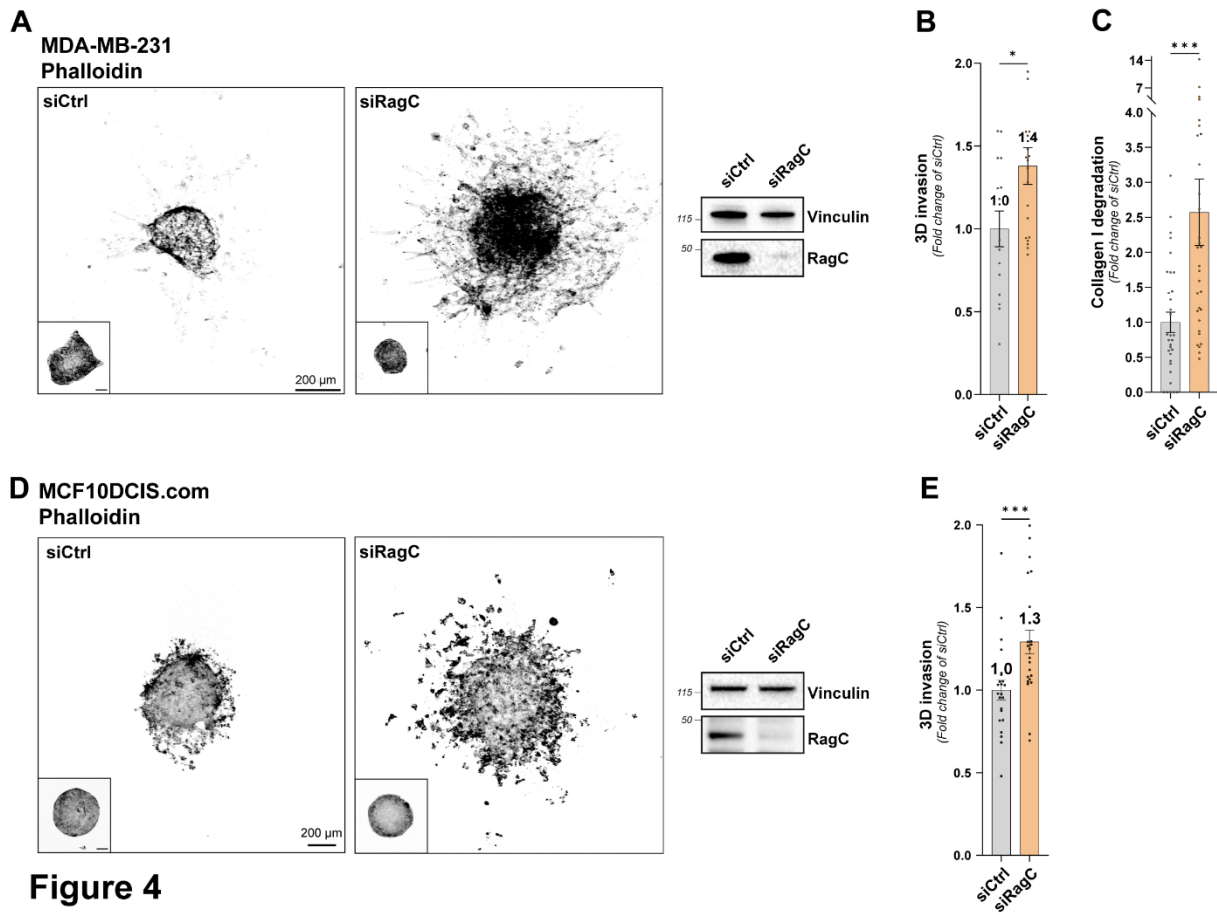 A
MDA-MB-231
Phalloidin
siCtrl
siRagC
200 µm
siCtrl
siRagC
115
Vinculin
50
RagC
B
3D invasion
(Fold change of siCtrl)
2.0
1.5
1.0
0.5
0.0
*
1.0
1.4
siCtrl
siRagC
C
Collagen I degradation
(Fold change of siCtrl)
14
7
4.0
3.5
3.0
2.5
2.0
1.5
1.0
0.5
0.0
***
siCtrl
siRagC
D
MCF10DCIS.com
Phalloidin
siCtrl
siRagC
200 µm
siCtrl
siRagC
115
Vinculin
50
RagC
E
3D invasion
(Fold change of siCtrl)
2.0
1.5
1.0
0.5
0.0
***
1.0
1.3
siCtrl
siRagC
Figure 4